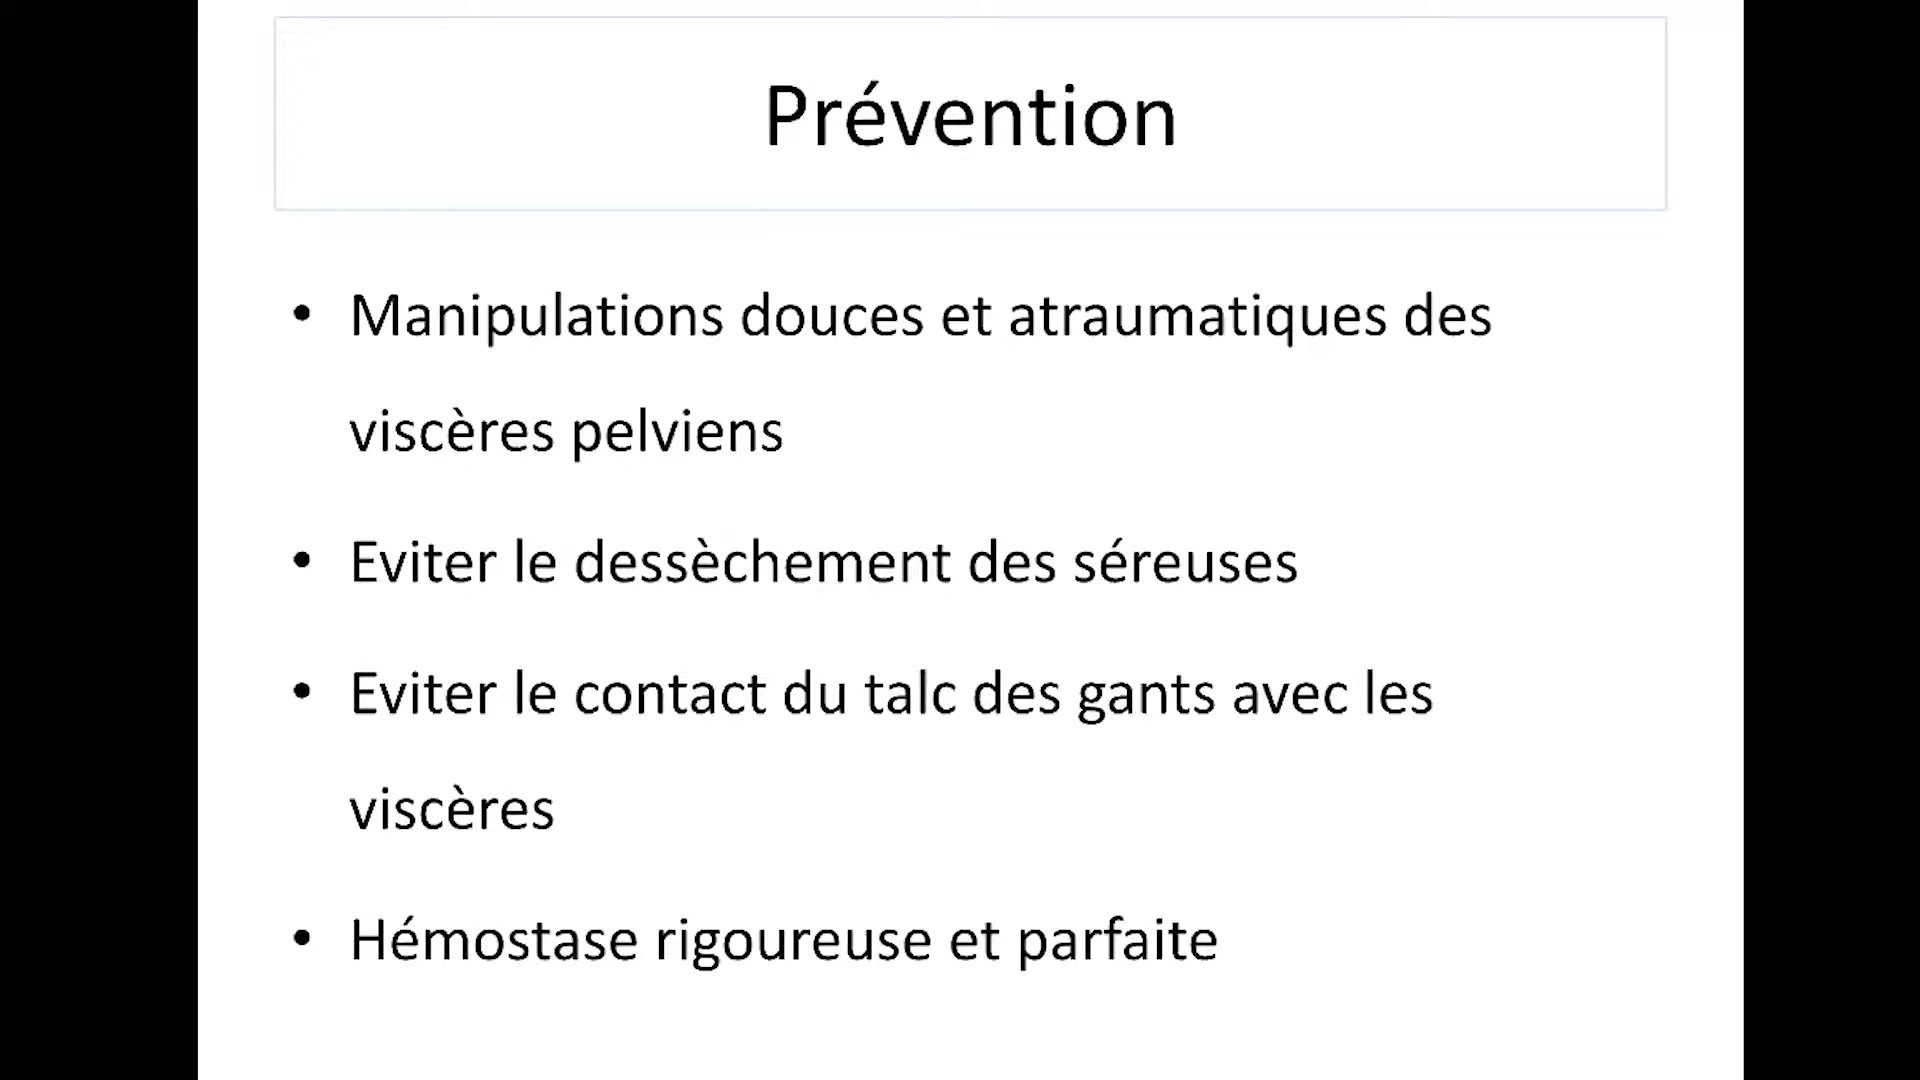 Prévention
• Manipulations douces et atraumatiques des
viscères pelviens
• Eviter le dessèchement des séreuses
• Eviter le contact du talc des gants avec les
viscères
• Hémostase rigoureuse et parfaite